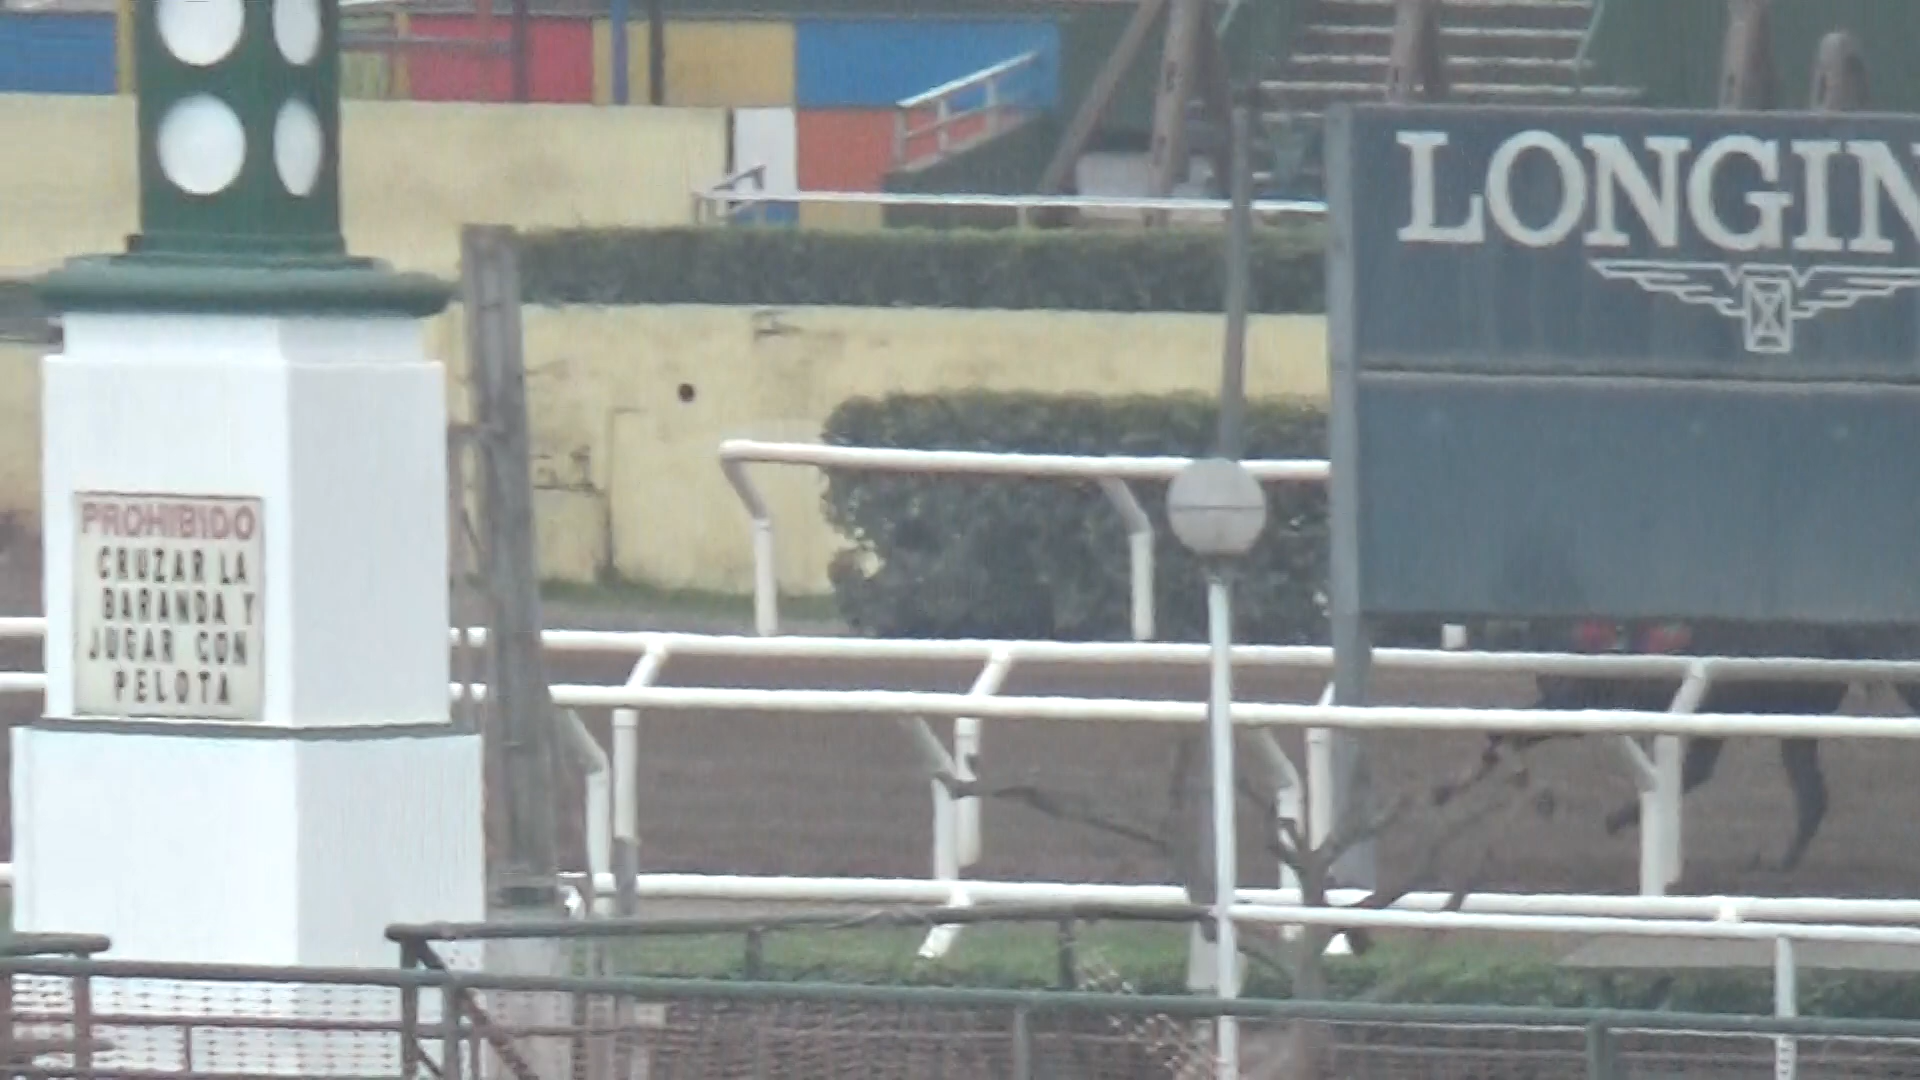 PROHIBIDO
CRUZAR LA
BARANDA Y
JUGAR CON
PELOTA
LONGIN